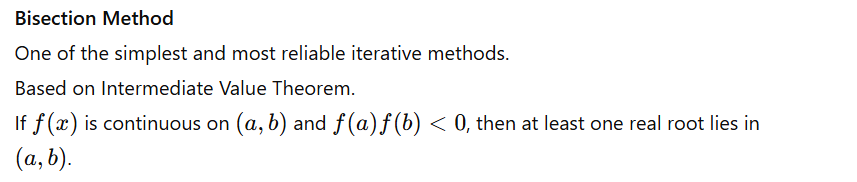 Bisection Method
One of the simplest and most reliable iterative methods.
Based on Intermediate Value Theorem.
If f(x) is continuous on (a, b) and f(a)f(b) < 0, then at least one real root lies in
(a, b).